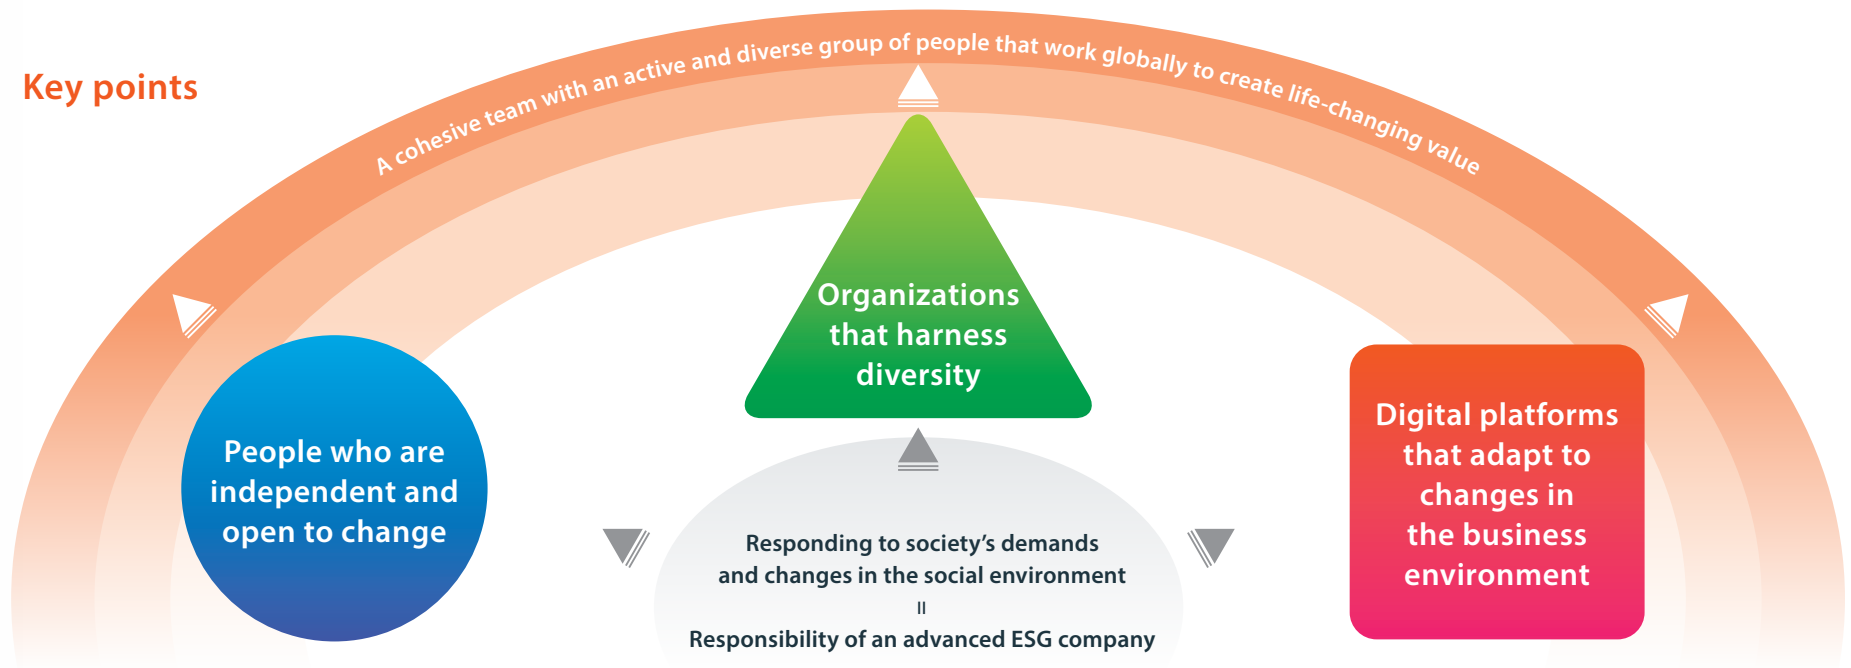 Key points
A cohesive team with an active and diverse group of people that work globally to create life-changing value
Organizations
that harness
diversity
People who are
independent and
open to change
Digital platforms
that adapt to
changes in
the business
environment
Responding to society’s demands
and changes in the social environment
=
Responsibility of an advanced ESG company